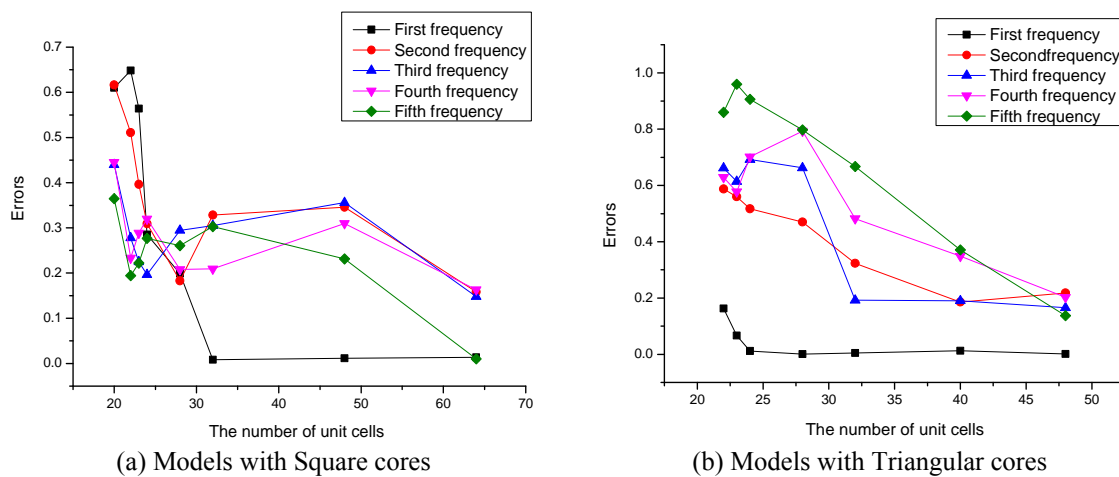 First frequency
Second frequency
Third frequency
Fourth frequency
Fifth frequency
0.7
0.6
0.5
0.4
0.3
0.2
0.1
0.0
Errors
20 30 40 50 60 70
The number of unit cells
(a) Models with Square cores
First frequency
Secondfrequency
Third frequency
Fourth frequency
Fifth frequency
1.0
0.8
0.6
0.4
0.2
0.0
Errors
20 25 30 35 40 45 50
The number of unit cells
(b) Models with Triangular cores